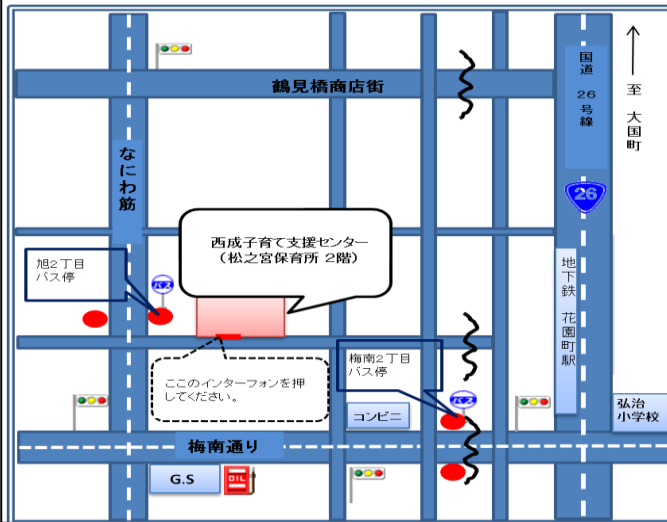 鶴見橋商店街
国道 26号線
至 大国町
なにわ筋
26
西成子育て支援センター
（松之宮保育所 2階）
旭2丁目
バス停
バス
地下鉄 花園町駅
ここのインターフォンを押
してください。
梅南2丁目
バス停
バス
コンビニ
弘治
小学校
梅南通り
G.S
OIL